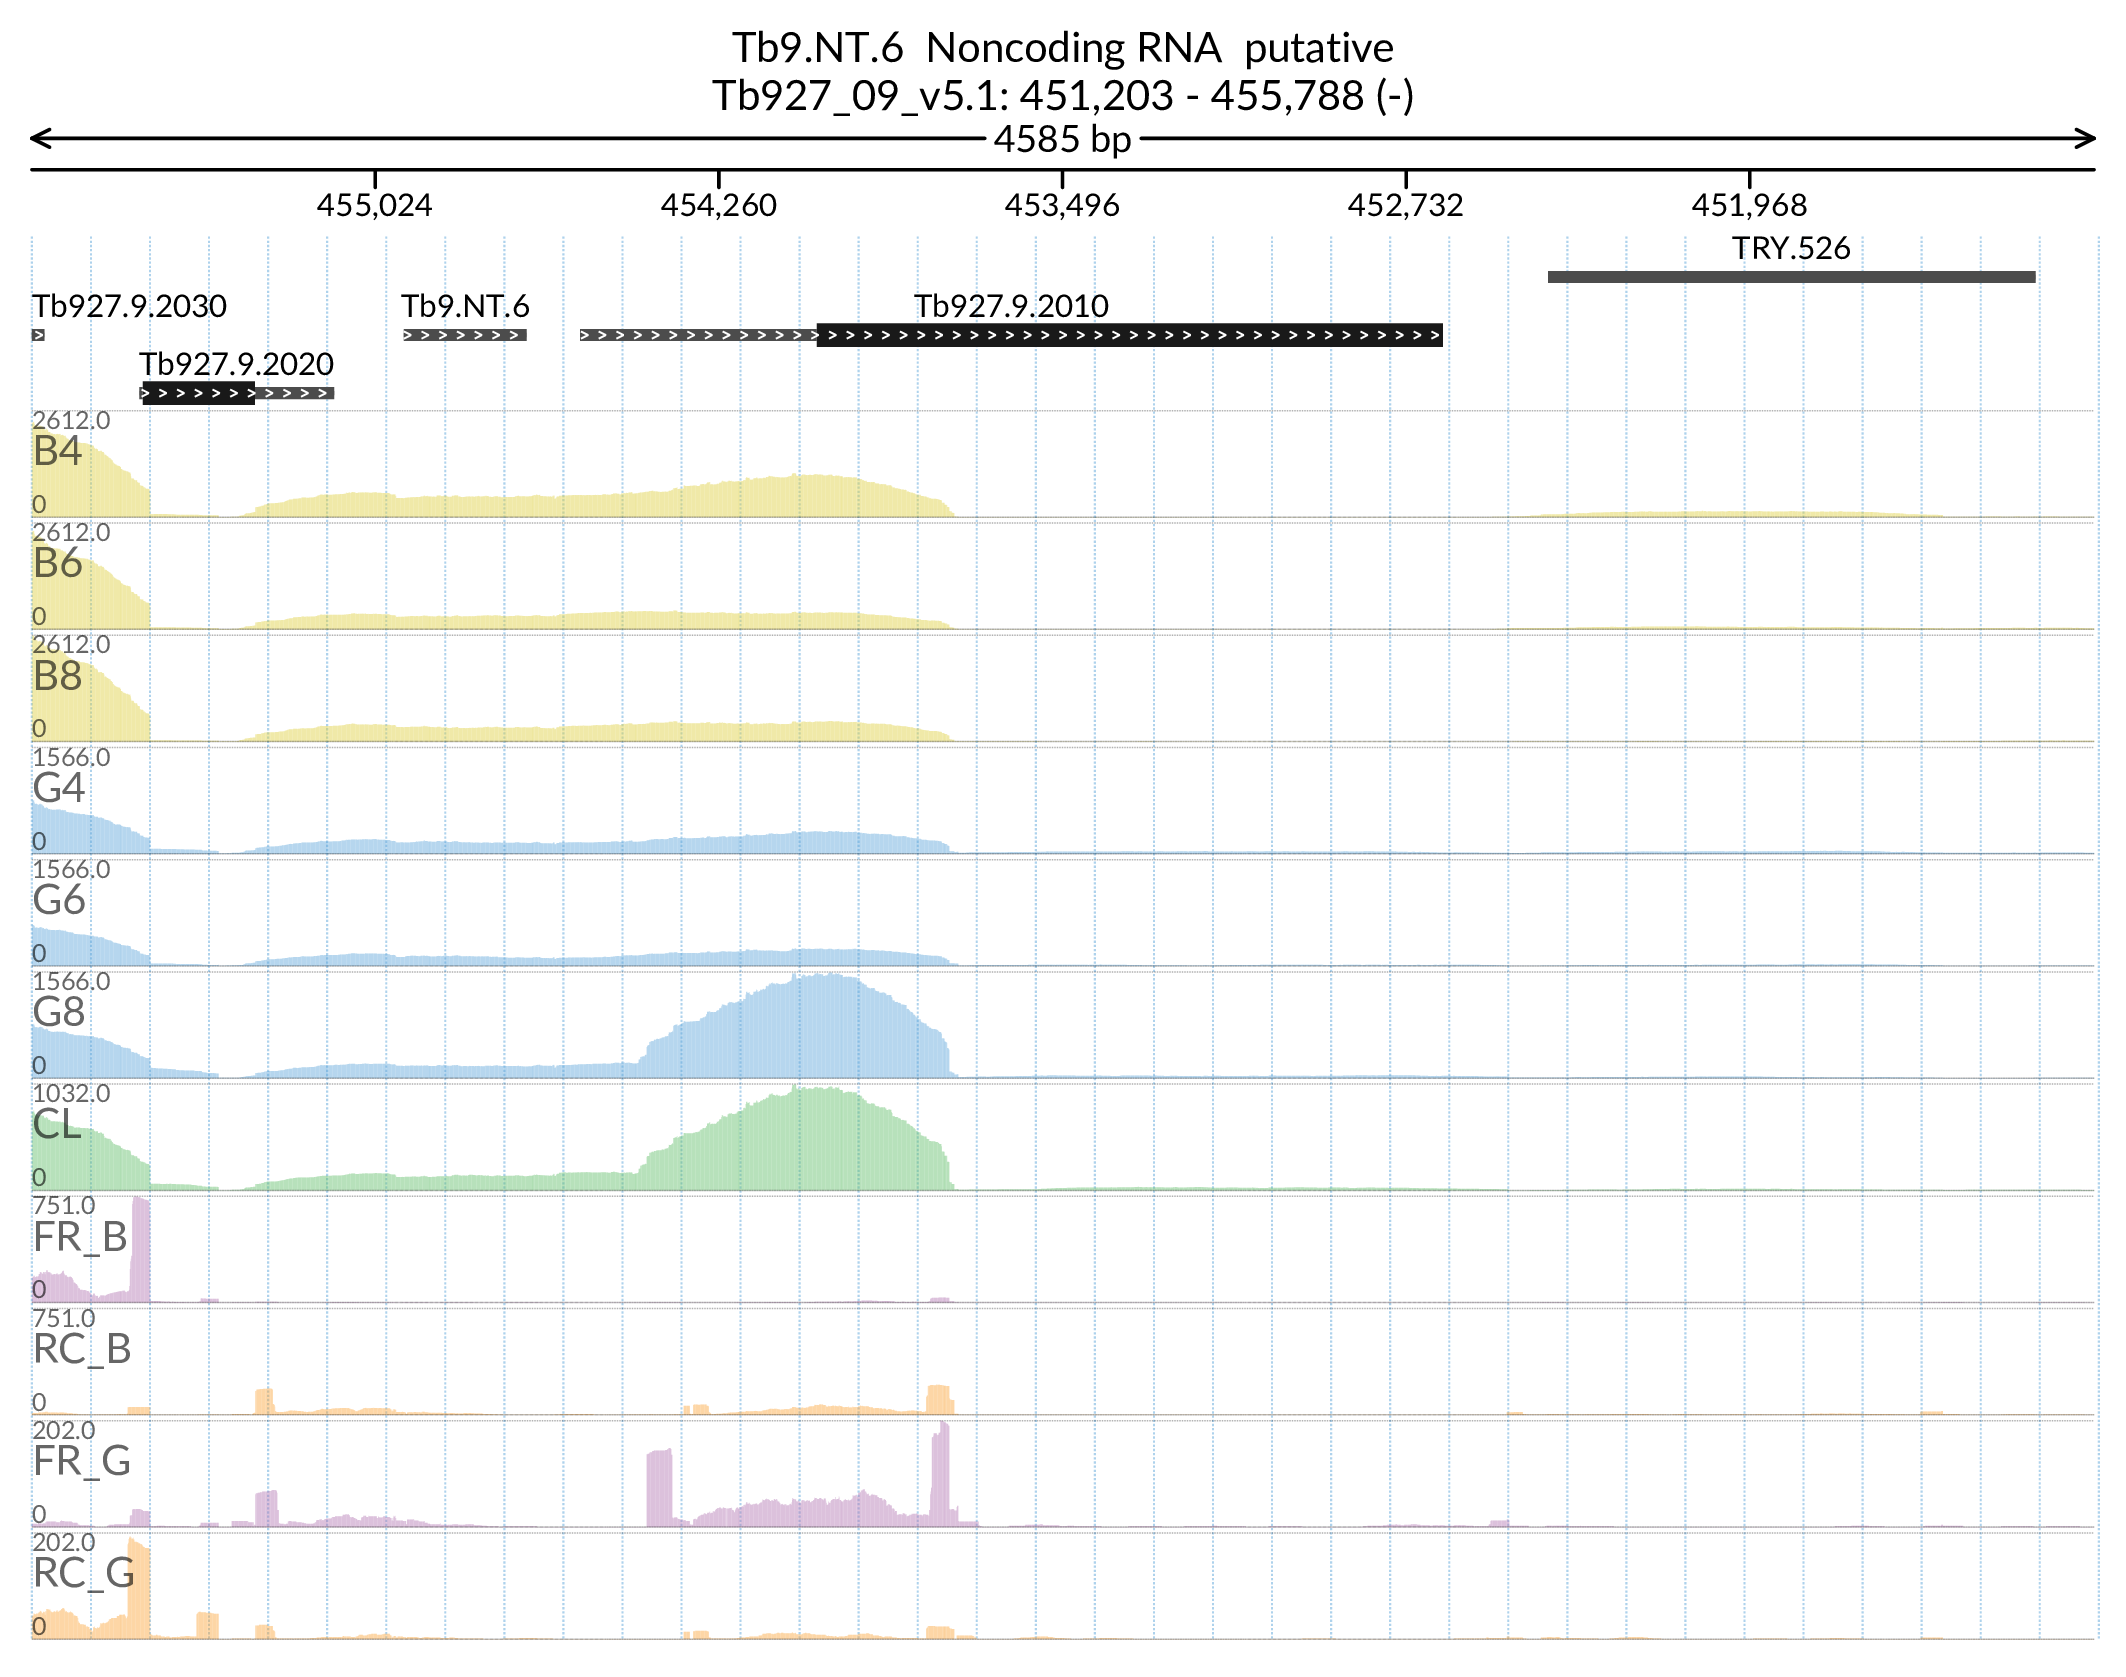 Tb9.NT.6 Noncoding RNA putative
Tb927_09_v5.1: 451,203 - 455,788 (-)
4585 bp
455,024 454,260 453,496 452,732 451,968
TRY.526
Tb927.9.2030 Tb9.NT.6 Tb927.9.2010
Tb927.9.2020
2612.0
B4
0
2612.0
B6
0
2612.0
B8
0
1566.0
G4
0
1566.0
G6
0
1566.0
G8
0
1032.0
CL
0
751.0
FR_B
0
751.0
RC_B
0
202.0
FR_G
0
202.0
RC_G
0